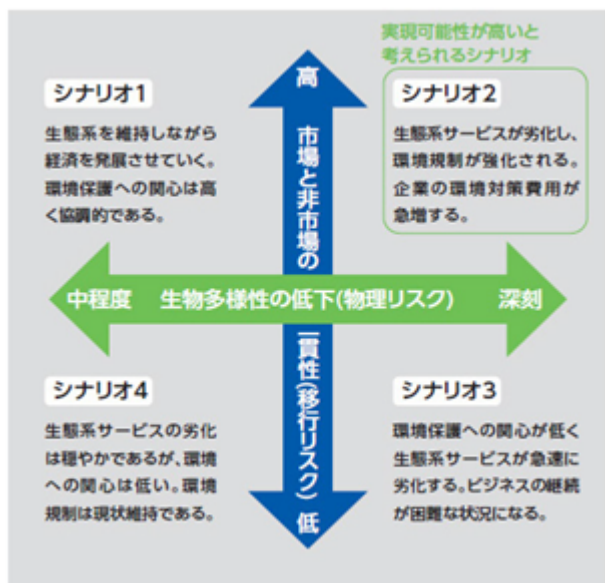 実現可能性が高いと
考えられるシナリオ
高
シナリオ1
生態系を維持しながら
経済を発展させていく。
環境保護への関心は高
く協調的である。
シナリオ2
生態系サービスが劣化し、
環境規制が強化される。
企業の環境対策費用が
急増する。
市場と非市場の一貫性(移行リスク)
中程度 生物多様性の低下(物理リスク) 深刻
シナリオ4
生態系サービスの劣化
は穏やかであるが、環境
への関心は低い。環境
規制は現状維持である。
シナリオ3
環境保護への関心が低く
生態系サービスが急速に
劣化する。ビジネスの継続
が困難な状況になる。
低